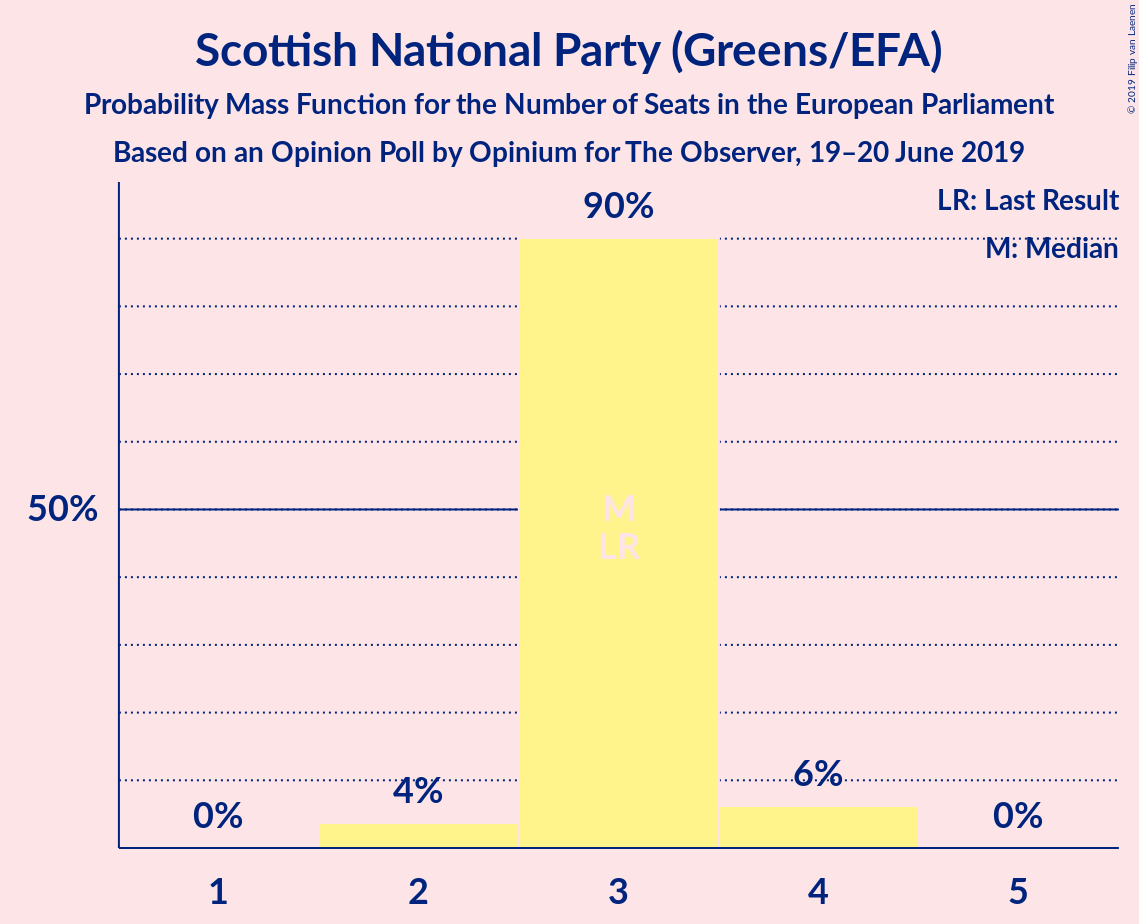 Scottish National Party (Greens/EFA)
Probability Mass Function for the Number of Seats in the European Parliament
Based on an Opinion Poll by Opinium for The Observer, 19–20 June 2019
© 2019 Filip van Laenen
LR: Last Result
M: Median
90%
50%
M
LR
6%
4%
0%
0%
1 2 3 4 5